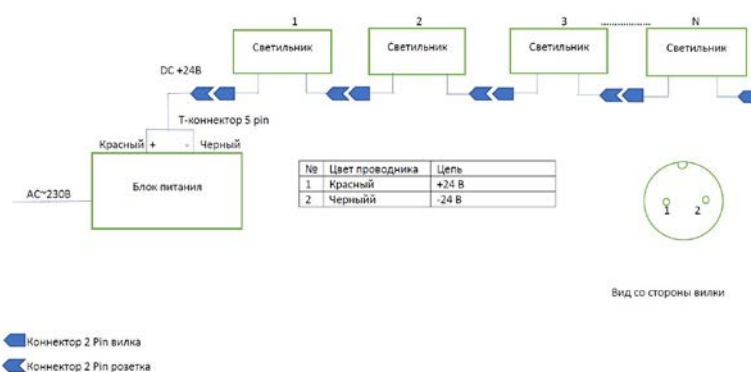 1 2 3 ................. N
Светильник Светильник Светильник Светильник
DC +24В
Т-коннектор 5 pin
Красный + - Черный
Блок питания
AC~230В
№ Цвет проводника Цепь
1 Красный +24 В
2 Черныйй -24 В
1 2
Вид со стороны вилки
Коннектор 2 Pin вилка
Коннектор 2 Pin розетка